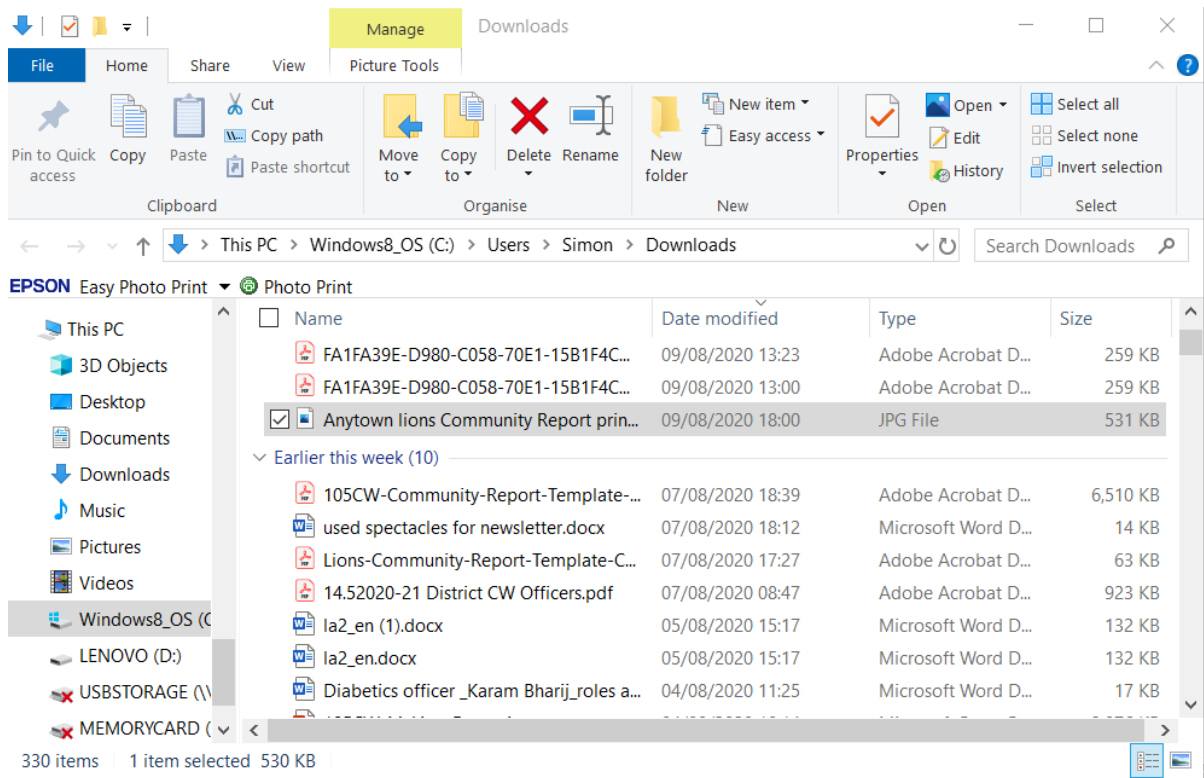 Manage Downloads
File Home Share View Picture Tools
Pin to Quick access Copy Paste
Cut
Copy path
Paste shortcut
Clipboard
Move to Copy to Delete Rename
Organise
New folder
New item
Easy access
New
Properties
Open
Edit
History
Open
Select all
Select none
Invert selection
Select
This PC > Windows8_OS (C:) > Users > Simon > Downloads
Search Downloads
EPSON Easy Photo Print Photo Print
This PC
3D Objects
Desktop
Documents
Downloads
Music
Pictures
Videos
Windows8_OS (C
LENOVO (D:)
USBSTORAGE (\\
MEMORYCARD (
Name Date modified Type Size
FA1FA39E-D980-C058-70E1-15B1F4C... 09/08/2020 13:23 Adobe Acrobat D... 259 KB
FA1FA39E-D980-C058-70E1-15B1F4C... 09/08/2020 13:00 Adobe Acrobat D... 259 KB
Anytown lions Community Report prin... 09/08/2020 18:00 JPG File 531 KB
Earlier this week (10)
105CW-Community-Report-Template-... 07/08/2020 18:39 Adobe Acrobat D... 6,510 KB
used spectacles for newsletter.docx 07/08/2020 18:12 Microsoft Word D... 14 KB
Lions-Community-Report-Template-C... 07/08/2020 17:27 Adobe Acrobat D... 63 KB
14.52020-21 District CW Officers.pdf 07/08/2020 08:47 Adobe Acrobat D... 923 KB
la2_en (1).docx 05/08/2020 15:17 Microsoft Word D... 132 KB
la2_en.docx 05/08/2020 15:17 Microsoft Word D... 132 KB
Diabetics officer _Karam Bharij_roles a... 04/08/2020 11:25 Microsoft Word D... 17 KB
330 items 1 item selected 530 KB